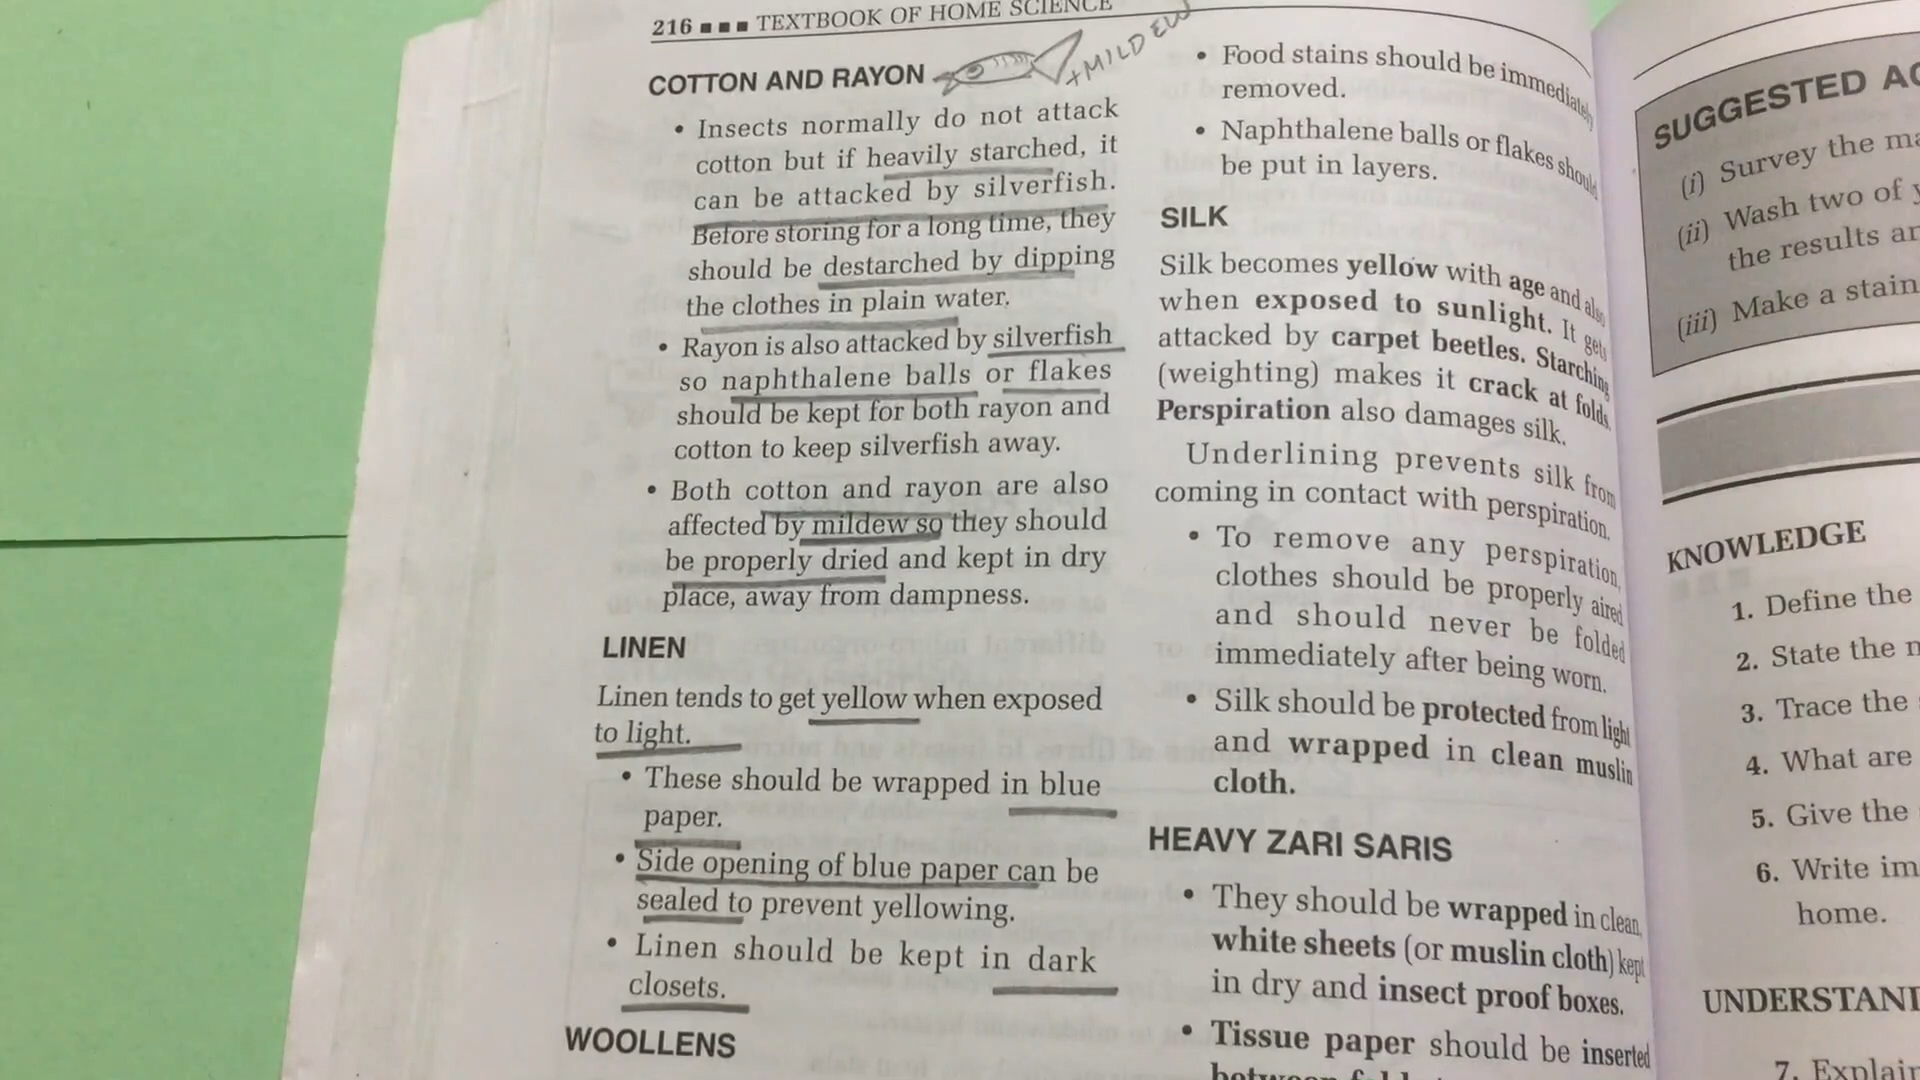 216 ■ ■ ■ TEXTBOOK OF HOME SCIENCE
COTTON AND RAYON
+MILDEW
• Insects normally do not attack
cotton but if heavily starched, it
can be attacked by silverfish.
Before storing for a long time, they
should be destarched by dipping
the clothes in plain water.
• Rayon is also attacked by silverfish
so naphthalene balls or flakes
should be kept for both rayon and
cotton to keep silverfish away.
• Both cotton and rayon are also
affected by mildew so they should
be properly dried and kept in dry
place, away from dampness.
LINEN
Linen tends to get yellow when exposed
to light.
• These should be wrapped in blue
paper.
• Side opening of blue paper can be
sealed to prevent yellowing.
• Linen should be kept in dark
closets.
WOOLLENS
• Food stains should be immediately
removed.
• Naphthalene balls or flakes should
be put in layers.
SILK
Silk becomes yellow with age and also
when exposed to sunlight. It gets
attacked by carpet beetles. Starching
(weighting) makes it crack at folds.
Perspiration also damages silk.
Underlining prevents silk from
coming in contact with perspiration.
• To remove any perspiration,
clothes should be properly aired
and should never be folded
immediately after being worn.
• Silk should be protected from light
and wrapped in clean muslin
cloth.
HEAVY ZARI SARIS
• They should be wrapped in clean,
white sheets (or muslin cloth) kept
in dry and insect proof boxes.
• Tissue paper should be inserted
between
SUGGESTED AC
(i) Survey the ma
(ii) Wash two of y
the results an
(iii) Make a stain
KNOWLEDGE
1. Define the
2. State the m
3. Trace the
4. What are
5. Give the
6. Write im
home.
UNDERSTAND
7. Explain